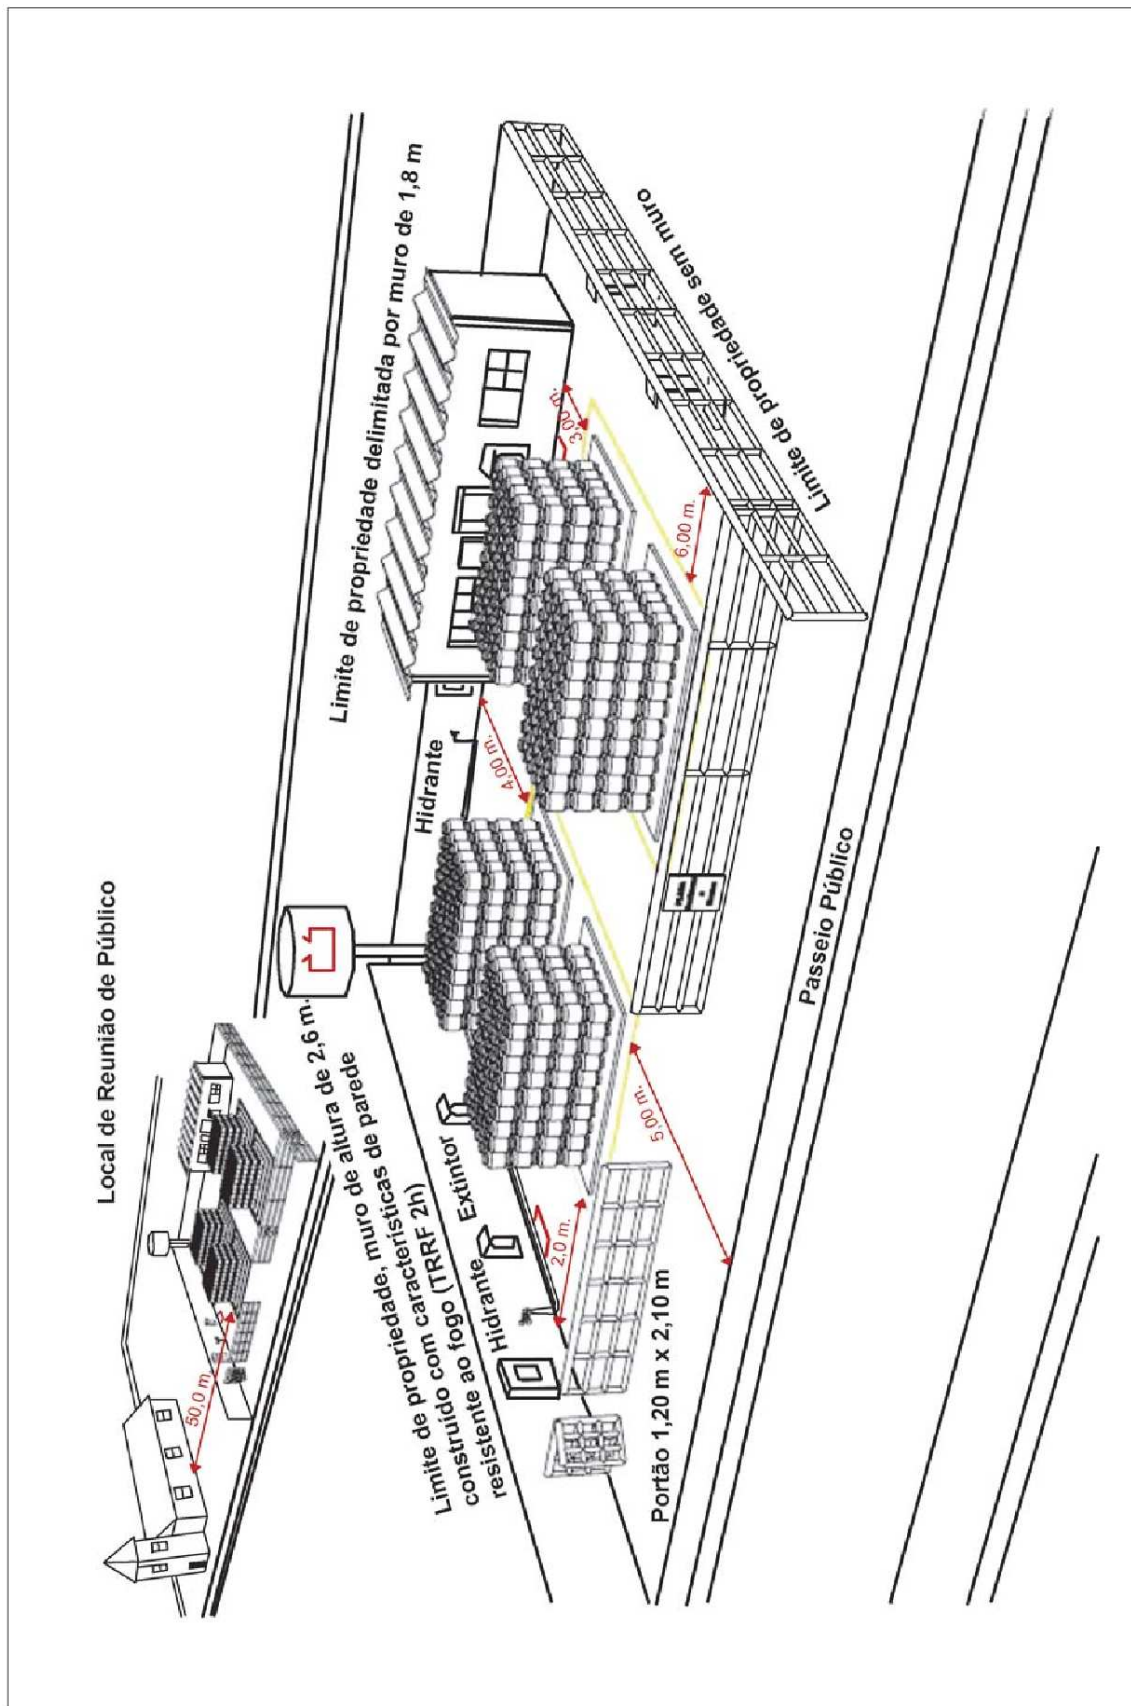 Local de Reunião de Público
50,0 m.
Limite de propriedade delimitada por muro de 1,8 m
Hidrante
Limite de propriedade, muro de altura de 2,6 m.
construido com características de parede
resistente ao fogo (TRRF 2h)
Hidrante
Extintor
4,00 m.
3,00 m.
2,0 m.
5,00 m.
6,00 m.
Limite de propriedade sem muro
Portão 1,20 m x 2,10 m
Passeio Público